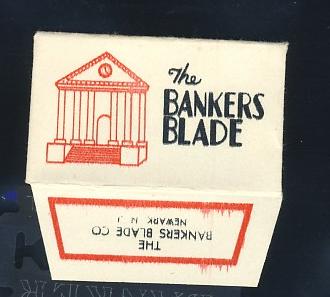 The
BANKERS
BLADE
THE
BANKERS BLADE CO
NEWARK N. J.